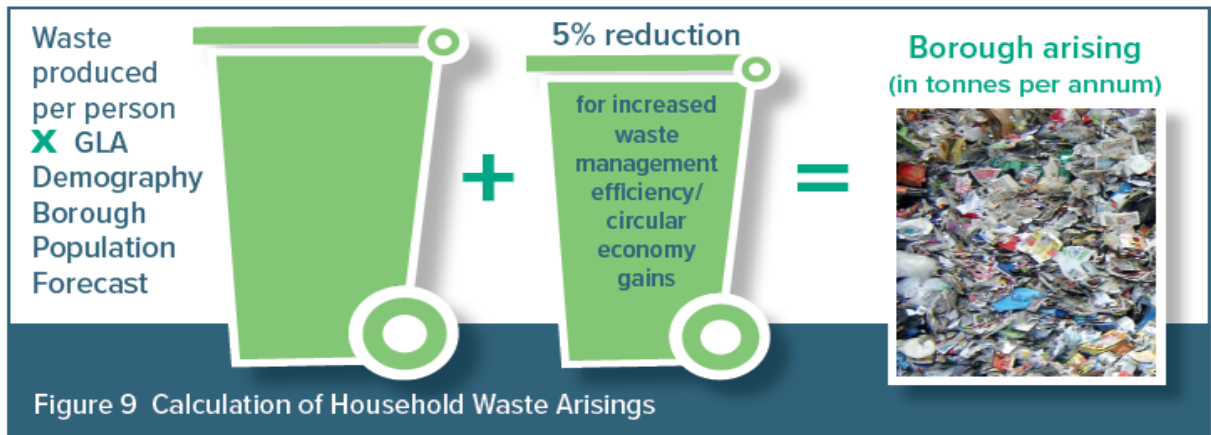 Waste
produced
per person
X GLA
Demography
Borough
Population
Forecast
+
5% reduction
for increased
waste
management
efficiency/
circular
economy
gains
=
Borough arising
(in tonnes per annum)
Figure 9 Calculation of Household Waste Arisings